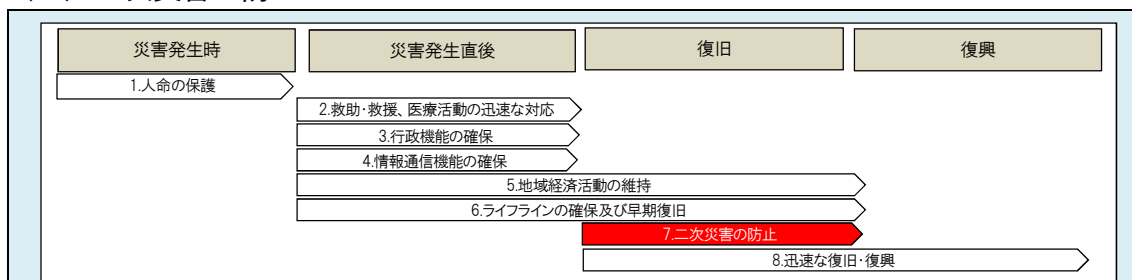 災害発生時 災害発生直後 復旧 復興
1.人命の保護
2.救助・救援、医療活動の迅速な対応
3.行政機能の確保
4.情報通信機能の確保
5.地域経済活動の維持
6.ライフラインの確保及び早期復旧
7.二次災害の防止
8.迅速な復旧・復興